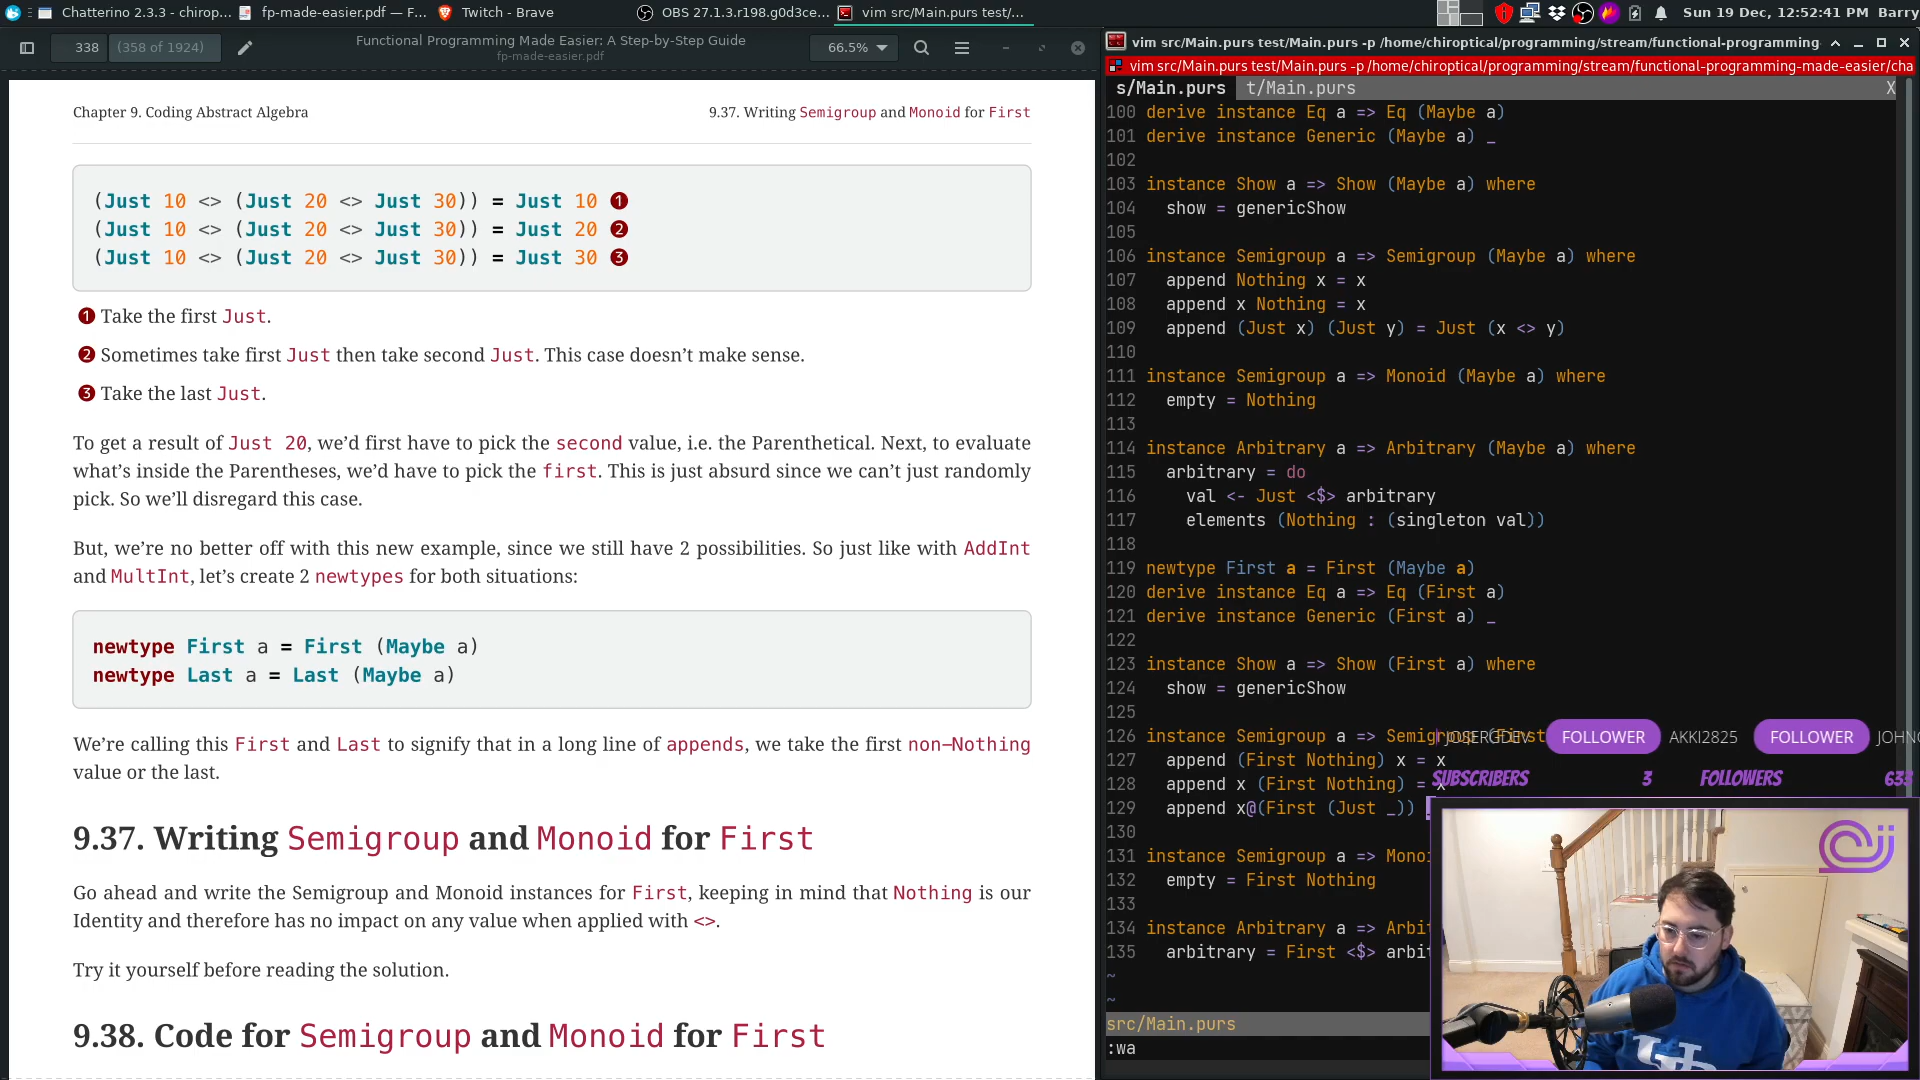 Chatterino 2.3.3 - chirop...
fp-made-easier.pdf — F...
Twitch - Brave
OBS 27.1.3.r198.g0d3ce...
vim src/Main.purs test/...
Sun 19 Dec, 12:52:41 PM Barry
338 (358 of 1924)
Functional Programming Made Easier: A Step-by-Step Guide
fp-made-easier.pdf
66.5%
Chapter 9. Coding Abstract Algebra
9.37. Writing Semigroup and Monoid for First
(Just 10 <> (Just 20 <> Just 30)) = Just 10 1
(Just 10 <> (Just 20 <> Just 30)) = Just 20 2
(Just 10 <> (Just 20 <> Just 30)) = Just 30 3
1 Take the first Just.
2 Sometimes take first Just then take second Just. This case doesn’t make sense.
3 Take the last Just.
To get a result of Just 20, we’d first have to pick the second value, i.e. the Parenthetical. Next, to evaluate
what’s inside the Parentheses, we’d have to pick the first. This is just absurd since we can’t just randomly
pick. So we’ll disregard this case.
But, we’re no better off with this new example, since we still have 2 possibilities. So just like with AddInt
and MultInt, let’s create 2 newtypes for both situations:
newtype First a = First (Maybe a)
newtype Last a = Last (Maybe a)
We’re calling this First and Last to signify that in a long line of appends, we take the first non-Nothing
value or the last.
9.37. Writing Semigroup and Monoid for First
Go ahead and write the Semigroup and Monoid instances for First, keeping in mind that Nothing is our
Identity and therefore has no impact on any value when applied with <>.
Try it yourself before reading the solution.
9.38. Code for Semigroup and Monoid for First
vim src/Main.purs test/Main.purs -p /home/chiroptical/programming/stream/functional-programming-
vim src/Main.purs test/Main.purs -p /home/chiroptical/programming/stream/functional-programming-made-easier/cha
s/Main.purs t/Main.purs X
100 derive instance Eq a => Eq (Maybe a)
101 derive instance Generic (Maybe a) _
102
103 instance Show a => Show (Maybe a) where
104 show = genericShow
105
106 instance Semigroup a => Semigroup (Maybe a) where
107 append Nothing x = x
108 append x Nothing = x
109 append (Just x) (Just y) = Just (x <> y)
110
111 instance Semigroup a => Monoid (Maybe a) where
112 empty = Nothing
113
114 instance Arbitrary a => Arbitrary (Maybe a) where
115 arbitrary = do
116 val <- Just <$> arbitrary
117 elements (Nothing : (singleton val))
118
119 newtype First a = First (Maybe a)
120 derive instance Eq a => Eq (First a)
121 derive instance Generic (First a) _
122
123 instance Show a => Show (First a) where
124 show = genericShow
125
126 instance Semigroup a => Semigroup (First
127 append (First Nothing) x = x
128 append x (First Nothing) = x
129 append x@(First (Just _))
130
131 instance Semigroup a => Mono
132 empty = First Nothing
133
134 instance Arbitrary a => Arbi
135 arbitrary = First <$> arbi
~
~
src/Main.purs
:wa
FOLLOWER AKKI2825 FOLLOWER
SUBSCRIBERS 3 FOLLOWERS 633